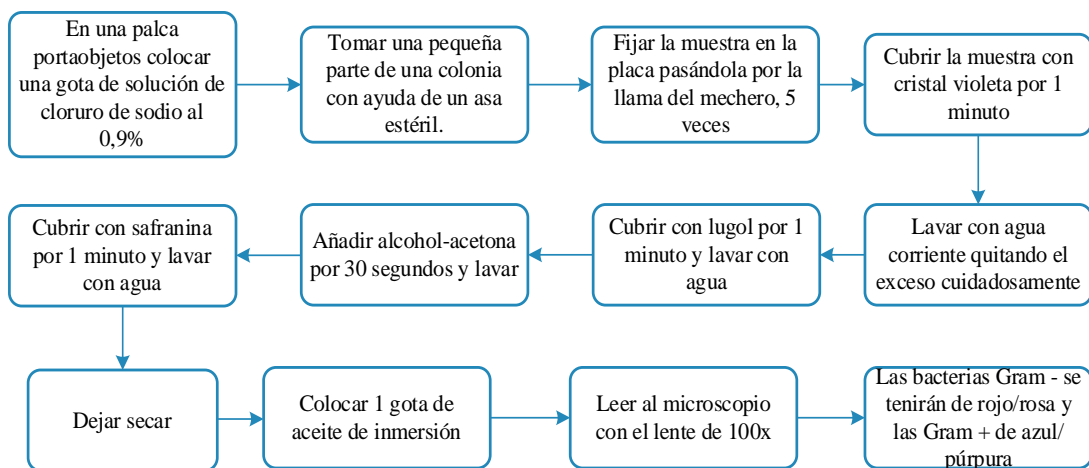 En una palca
portaobjetos colocar
una gota de solución de
cloruro de sodio al
0,9%
Tomar una pequeña
parte de una colonia
con ayuda de un asa
estéril.
Fijar la muestra en la
placa pasándola por la
llama del mechero, 5
veces
Cubrir la muestra con
cristal violeta por 1
minuto
Lavar con agua
corriente quitando el
exceso cuidadosamente
Cubrir con lugol por 1
minuto y lavar con
agua
Añadir alcohol-acetona
por 30 segundos y lavar
Cubrir con safranina
por 1 minuto y lavar
con agua
Dejar secar
Colocar 1 gota de
aceite de inmersión
Leer al microscopio
con el lente de 100x
Las bacterias Gram - se
tenirán de rojo/rosa y
las Gram + de azul/
púrpura